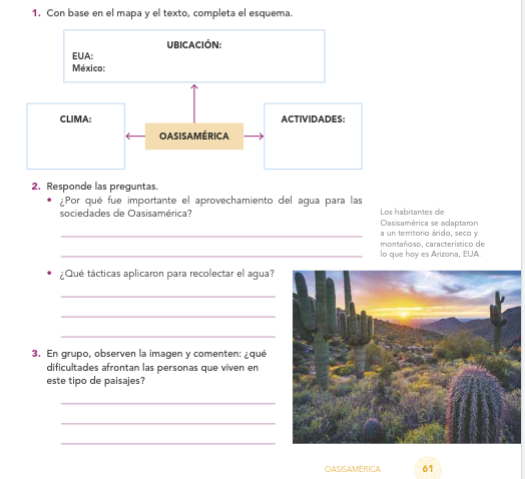 1. Con base en el mapa y el texto, completa el esquema.
UBICACIÓN:
EUA:
México:
CLIMA:
OASISAMÉRICA
ACTIVIDADES:
2. Responde las preguntas.
• ¿Por qué fue importante el aprovechamiento del agua para las
sociedades de Oasisamérica?
• ¿Qué tácticas aplicaron para recolectar el agua?
3. En grupo, observen la imagen y comenten: ¿qué
dificultades afrontan las personas que viven en
este tipo de paisajes?
Los habitantes de
Oasisamérica se adaptaron
a un territorio árido, seco y
montañoso, característico de
lo que hoy es Arizona, EUA.
OASISAMÉRICA 61